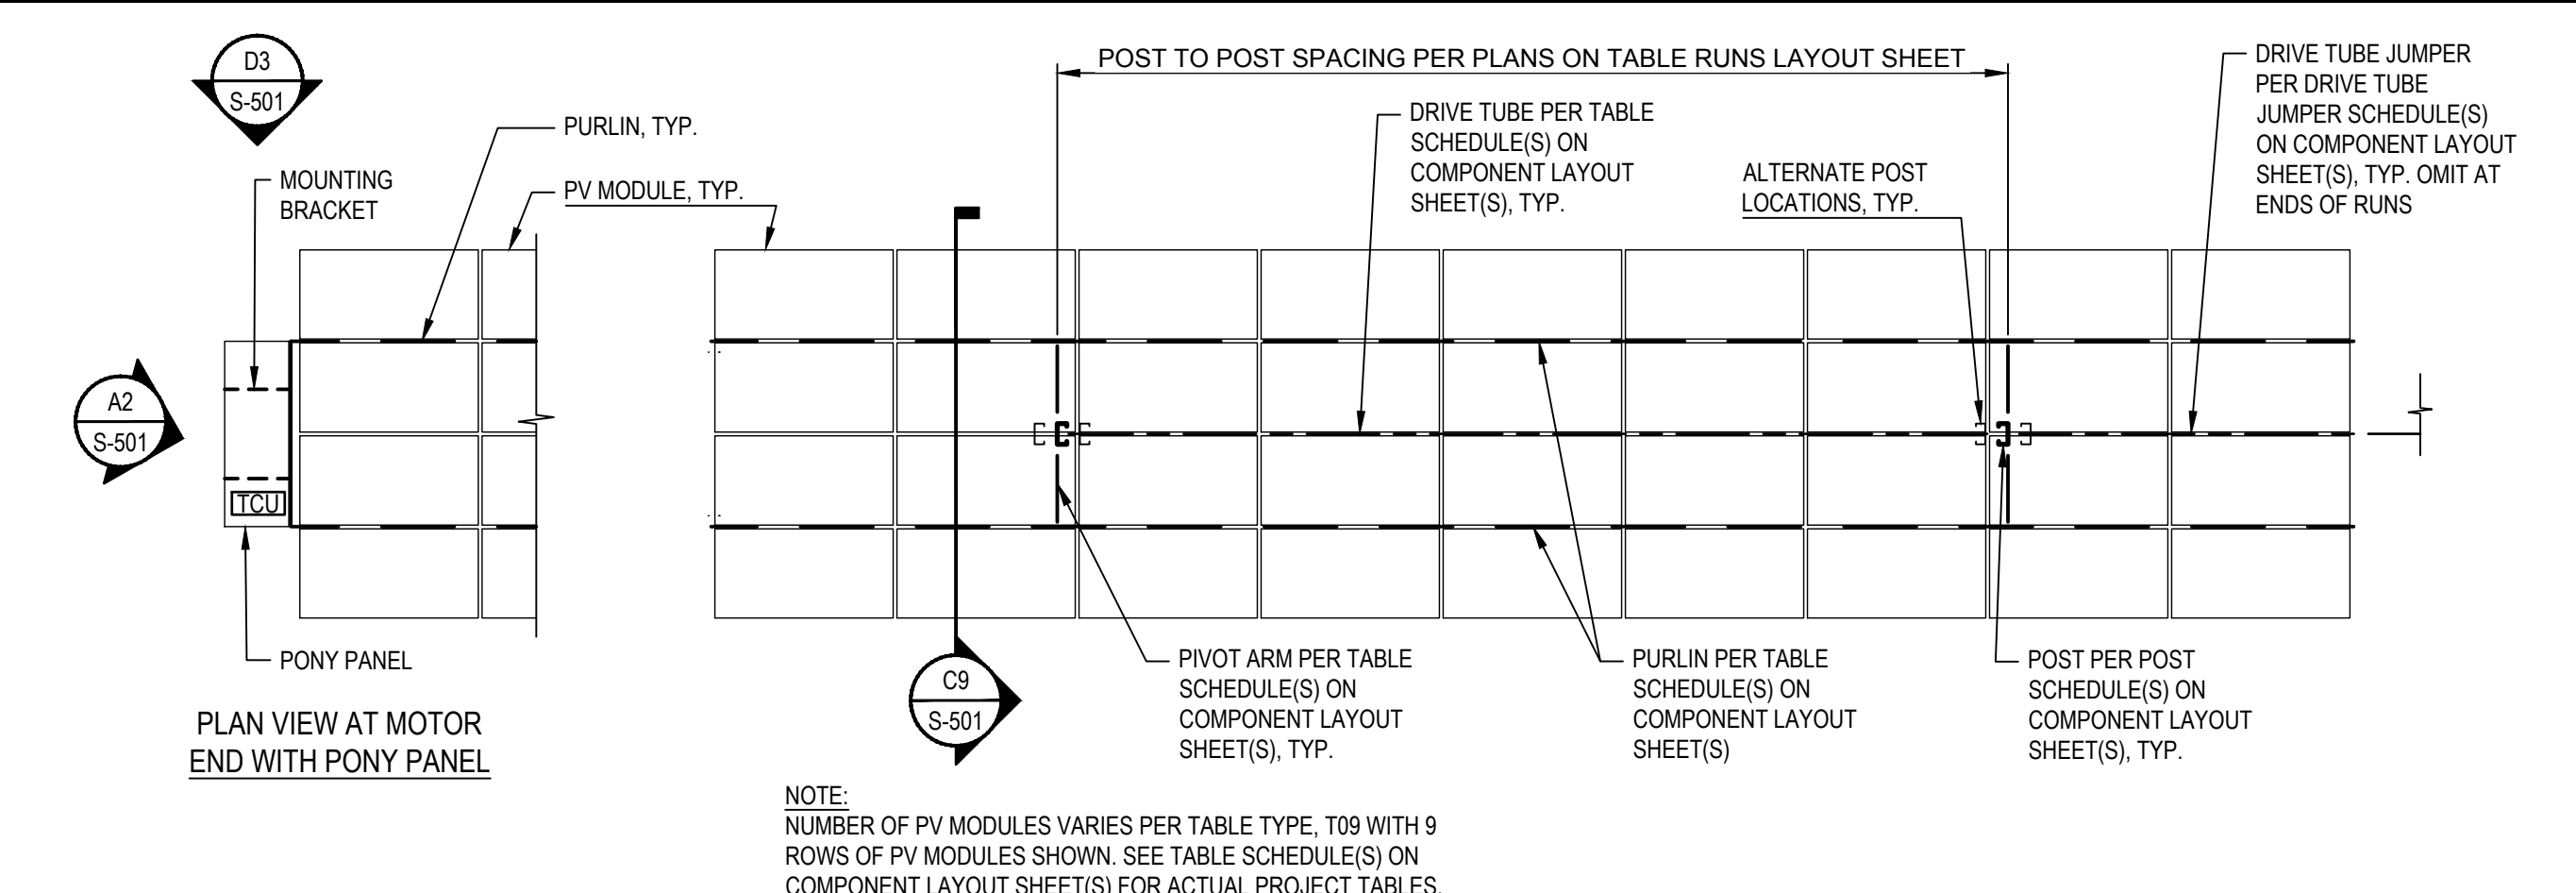 D3
S-501
POST TO POST SPACING PER PLANS ON TABLE RUNS LAYOUT SHEET
DRIVE TUBE JUMPER
PER DRIVE TUBE
JUMPER SCHEDULE(S)
ON COMPONENT LAYOUT
SHEET(S), TYP. OMIT AT
ENDS OF RUNS
PURLIN, TYP.
DRIVE TUBE PER TABLE
SCHEDULE(S) ON
COMPONENT LAYOUT
SHEET(S), TYP.
MOUNTING
BRACKET
PV MODULE, TYP.
ALTERNATE POST
LOCATIONS, TYP.
A2
S-501
TCU
PONY PANEL
PLAN VIEW AT MOTOR
END WITH PONY PANEL
C9
S-501
PIVOT ARM PER TABLE
SCHEDULE(S) ON
COMPONENT LAYOUT
SHEET(S), TYP.
PURLIN PER TABLE
SCHEDULE(S) ON
COMPONENT LAYOUT
SHEET(S)
POST PER POST
SCHEDULE(S) ON
COMPONENT LAYOUT
SHEET(S), TYP.
NOTE:
NUMBER OF PV MODULES VARIES PER TABLE TYPE, T09 WITH 9
ROWS OF PV MODULES SHOWN. SEE TABLE SCHEDULE(S) ON
COMPONENT LAYOUT SHEET(S) FOR ACTUAL PROJECT TABLES.